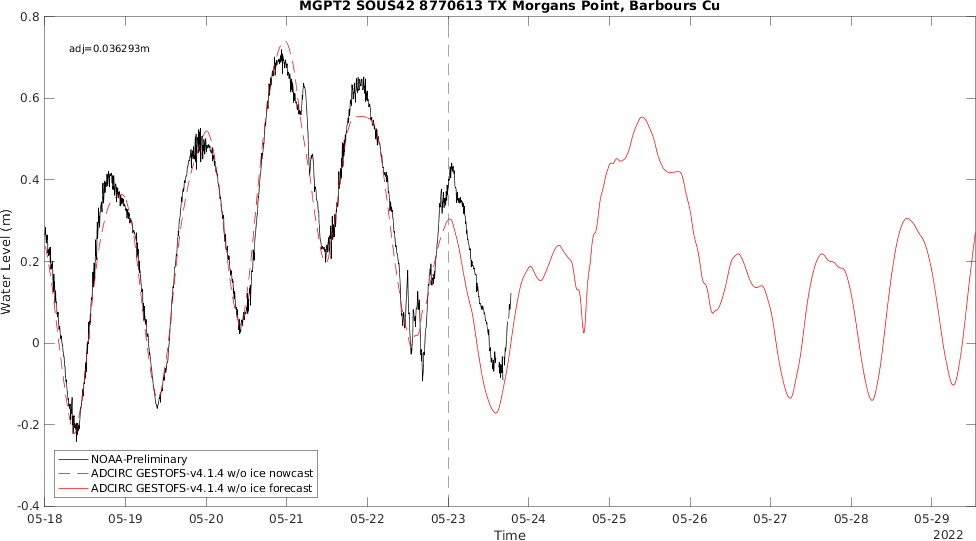 MGPT2 SOUS42 8770613 TX Morgans Point, Barbours Cu
adj=0.036293m
0.8
0.6
0.4
0.2
0
-0.2
-0.4
Water Level (m)
NOAA-Preliminary
ADCIRC GESTOFS-v4.1.4 w/o ice nowcast
ADCIRC GESTOFS-v4.1.4 w/o ice forecast
05-18 05-19 05-20 05-21 05-22 05-23 05-24 05-25 05-26 05-27 05-28 05-29
Time
2022